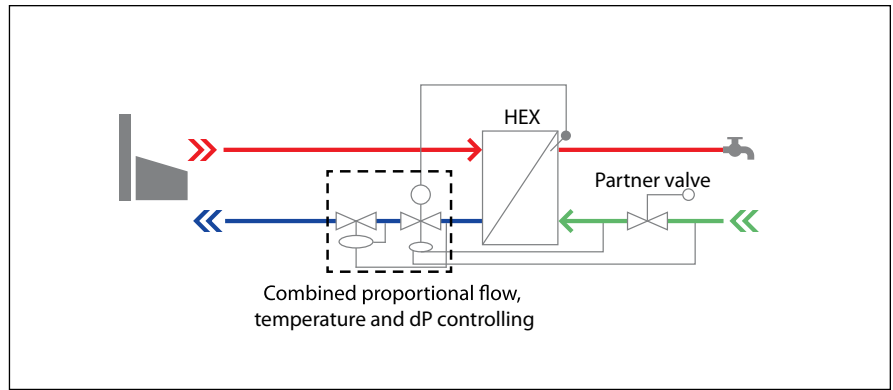 HEX
Partner valve
Combined proportional flow,
temperature and dP controlling